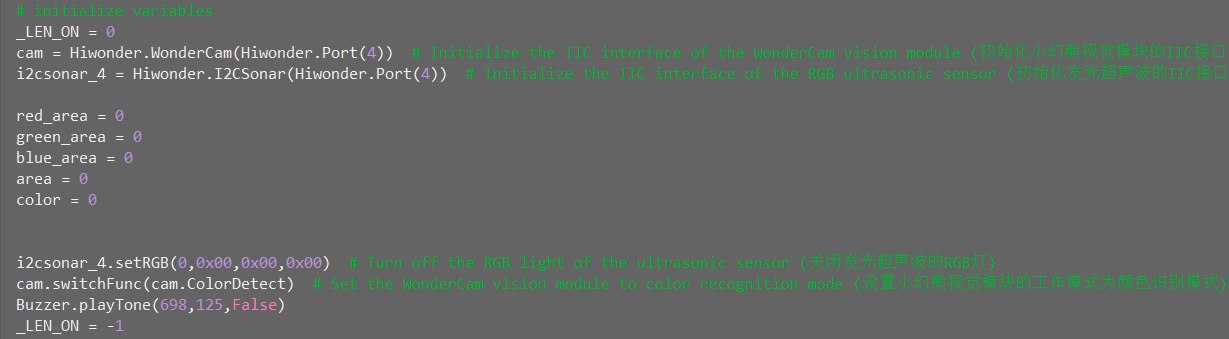 # initialize variables
_LEN_ON = 0
cam = Hiwonder.WonderCam(Hiwonder.Port(4))  # Initialize the IIC interface of the WonderCam vision module (初始化小幻熊视觉模块的IIC接口
i2csonar_4 = Hiwonder.I2CSonar(Hiwonder.Port(4))  # Initialize the IIC interface of the RGB ultrasonic sensor (初始化发光超声波的IIC接口
red_area = 0
green_area = 0
blue_area = 0
area = 0
color = 0
i2csonar_4.setRGB(0,0x00,0x00,0x00)  # Turn off the RGB light of the ultrasonic sensor (关闭发光超声波的RGB灯)
cam.switchFunc(cam.ColorDetect)  # Set the WonderCam vision module to color recognition mode (设置小幻熊视觉模块的工作模式为颜色识别模式)
Buzzer.playTone(698,125,False)
_LEN_ON = -1